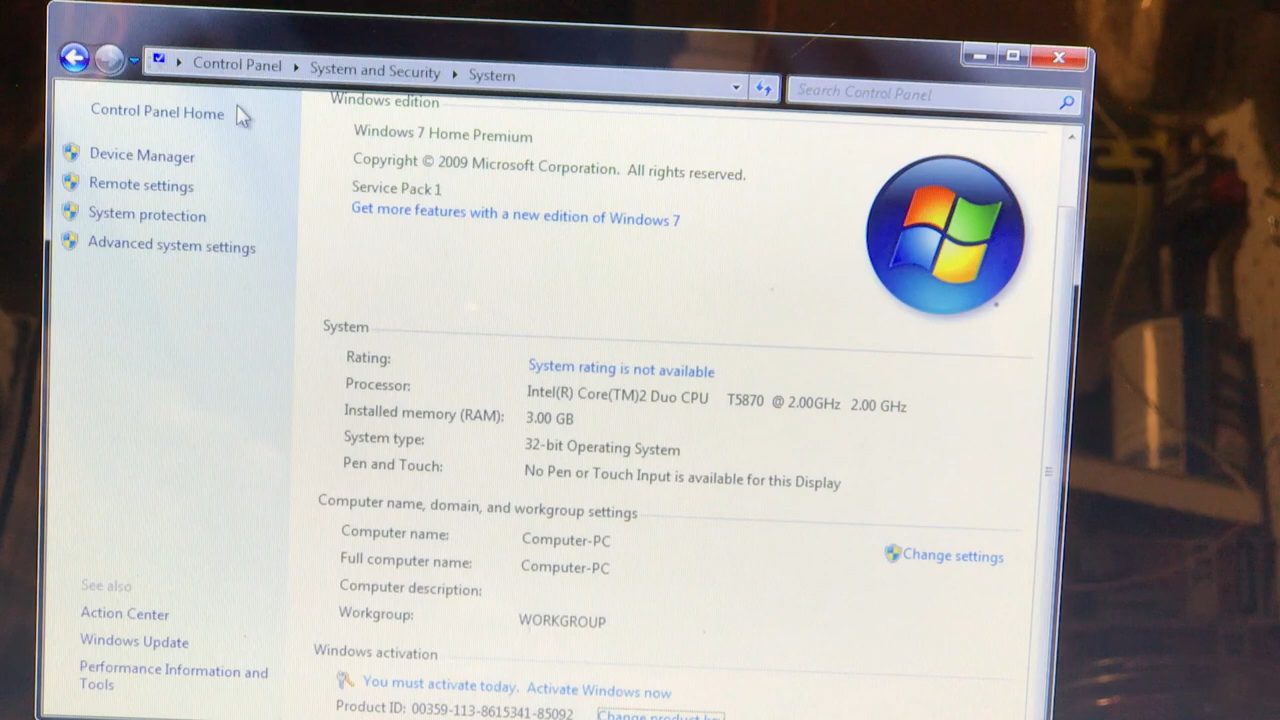 Control Panel ▸ System and Security ▸ System
Search Control Panel
Control Panel Home
Device Manager
Remote settings
System protection
Advanced system settings
See also
Action Center
Windows Update
Performance Information and
Tools
Windows edition
Windows 7 Home Premium
Copyright © 2009 Microsoft Corporation. All rights reserved.
Service Pack 1
Get more features with a new edition of Windows 7
System
Rating: System rating is not available
Processor: Intel(R) Core(TM)2 Duo CPU T5870 @ 2.00GHz 2.00 GHz
Installed memory (RAM): 3.00 GB
System type: 32-bit Operating System
Pen and Touch: No Pen or Touch Input is available for this Display
Computer name, domain, and workgroup settings
Computer name: Computer-PC
Change settings
Full computer name: Computer-PC
Computer description:
Workgroup: WORKGROUP
Windows activation
You must activate today. Activate Windows now
Product ID: 00359-113-8615341-85092 Change product key